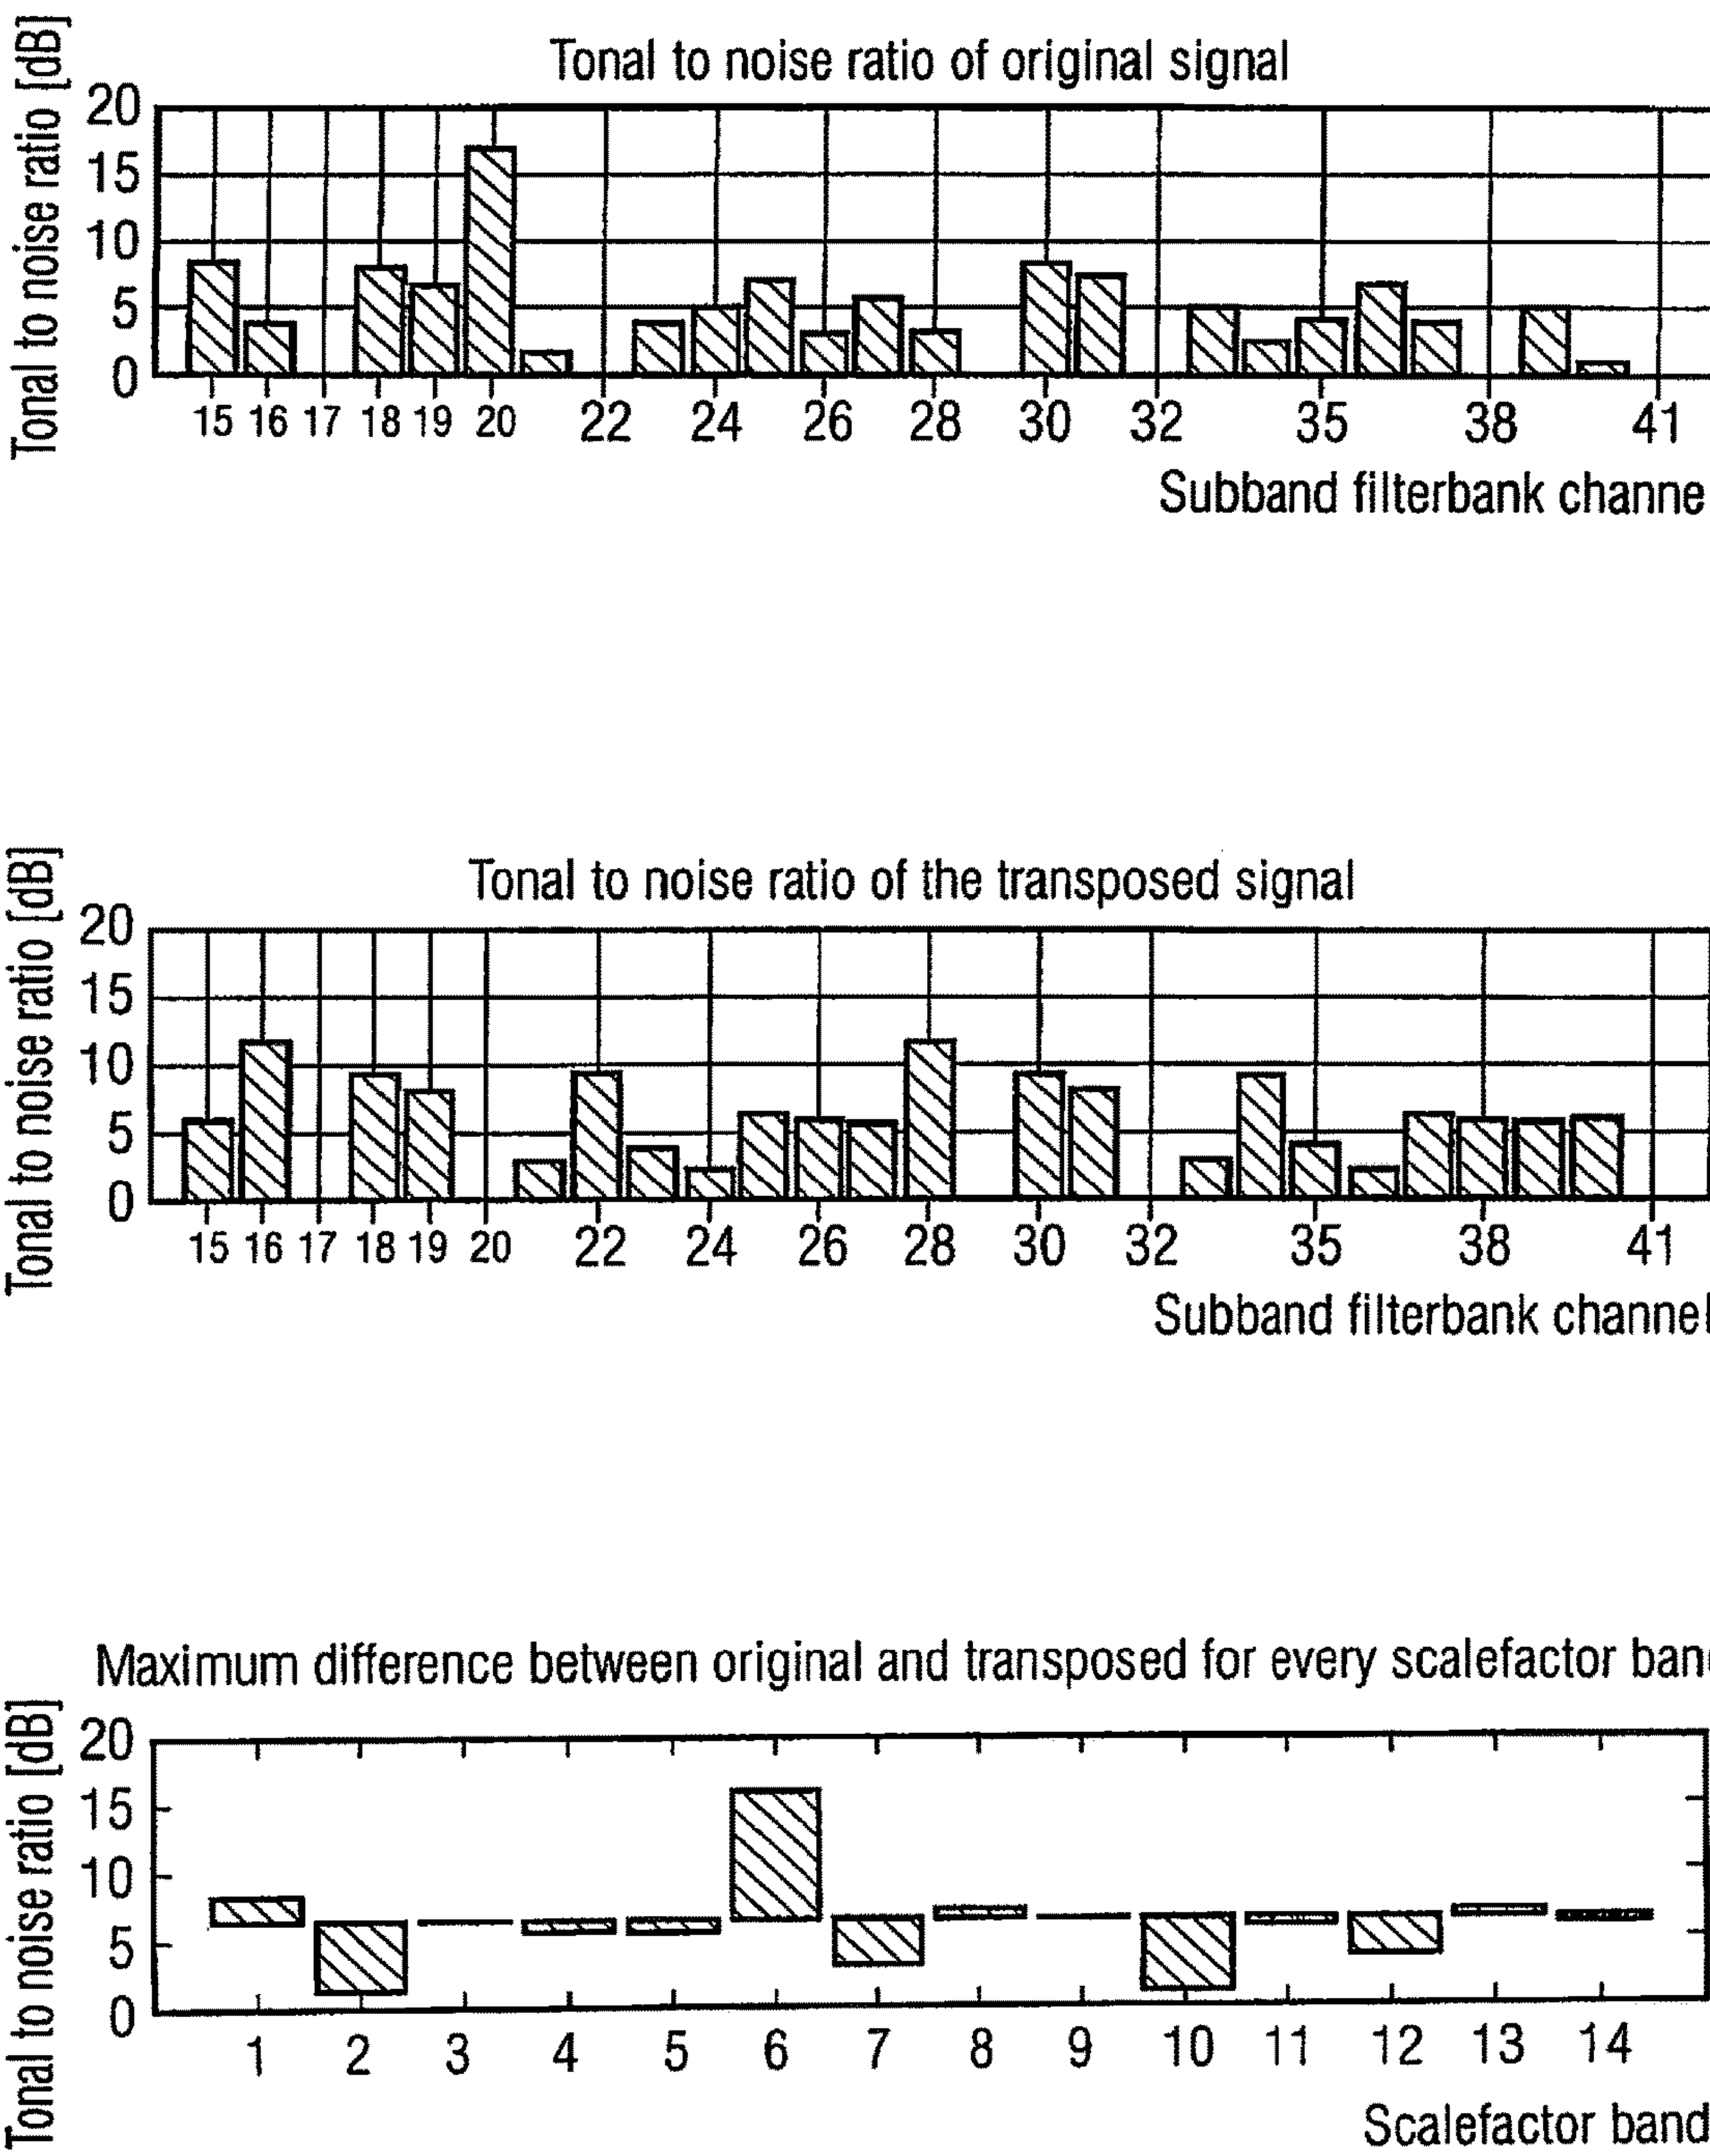 Tonal to noise ratio of original signal
Tonal to noise ratio [dB]
20
15
10
5
0
15 16 17 18 19 20 22 24 26 28 30 32 35 38 41
Subband filterbank channe
Tonal to noise ratio of the transposed signal
Tonal to noise ratio [dB]
20
15
10
5
0
15 16 17 18 19 20 22 24 26 28 30 32 35 38 41
Subband filterbank channel
Maximum difference between original and transposed for every scalefactor ban
Tonal to noise ratio [dB]
20
15
10
5
0
1 2 3 4 5 6 7 8 9 10 11 12 13 14
Scalefactor band